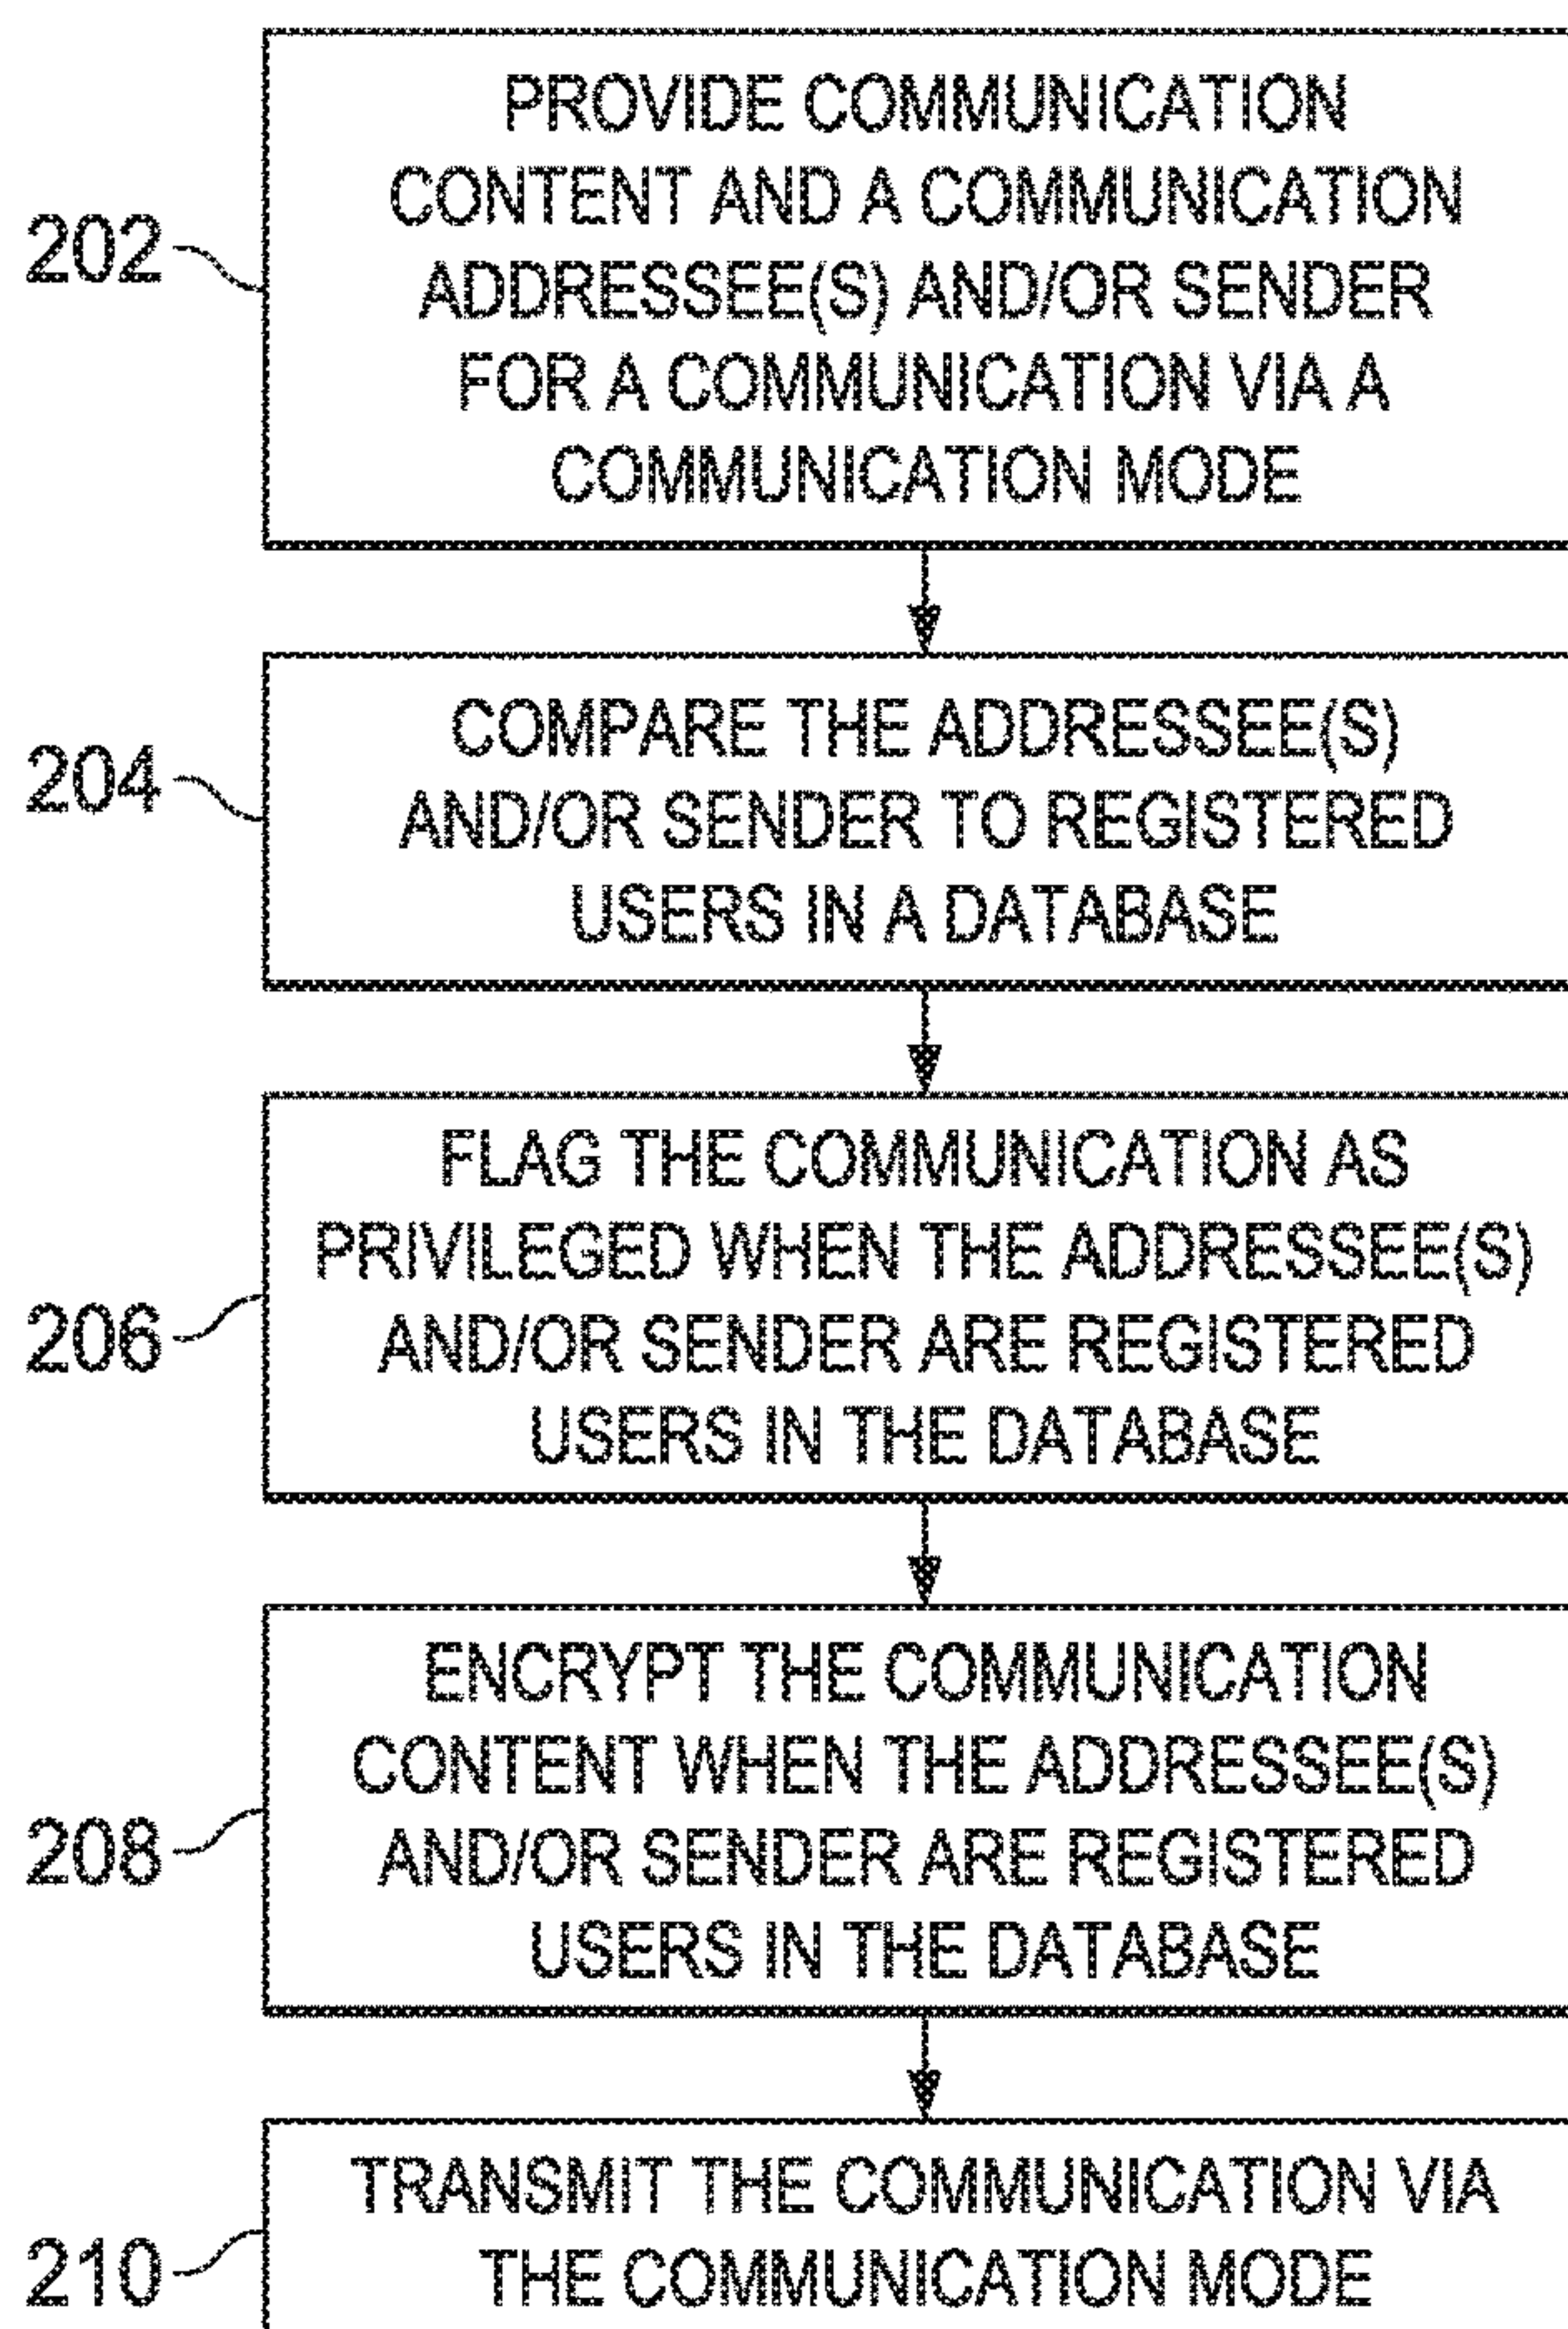 PROVIDE COMMUNICATION
CONTENT AND A COMMUNICATION
202
ADDRESSEE(S) AND/OR SENDER
FOR A COMMUNICATION VIA A
COMMUNICATION MODE
COMPARE THE ADDRESSEE(S)
204
AND/OR SENDER TO REGISTERED
USERS IN A DATABASE
FLAG THE COMMUNICATION AS
PRIVILEGED WHEN THE ADDRESSEE(S)
206
AND/OR SENDER ARE REGISTERED
USERS IN THE DATABASE
ENCRYPT THE COMMUNICATION
CONTENT WHEN THE ADDRESSEE(S)
208
AND/OR SENDER ARE REGISTERED
USERS IN THE DATABASE
TRANSMIT THE COMMUNICATION VIA
210
THE COMMUNICATION MODE